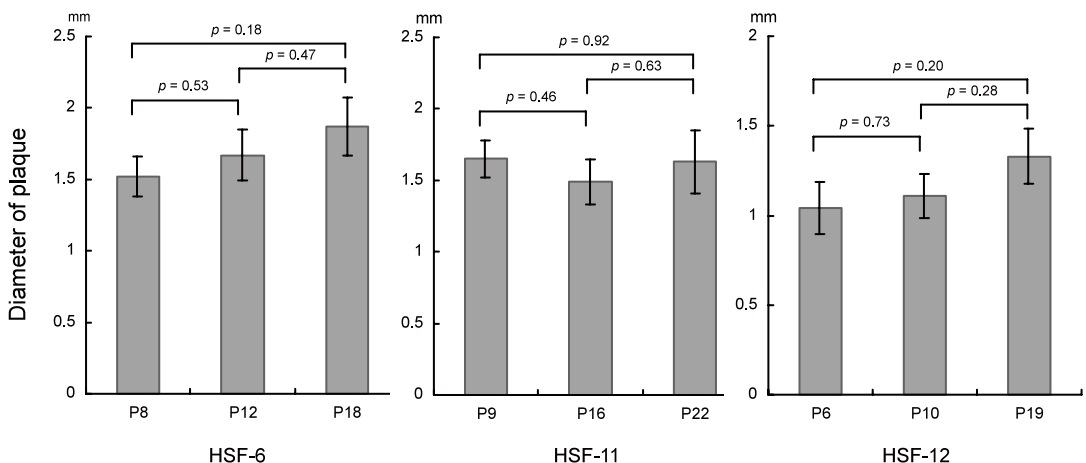 Diameter of plaque
mm
2.5
2
1.5
1
0.5
0
p = 0.18
p = 0.47
p = 0.53
P8 P12 P18
HSF-6
mm
2.5
2
1.5
1
0.5
0
p = 0.92
p = 0.63
p = 0.46
P9 P16 P22
HSF-11
mm
2
1.5
1
0.5
0
p = 0.20
p = 0.28
p = 0.73
P6 P10 P19
HSF-12